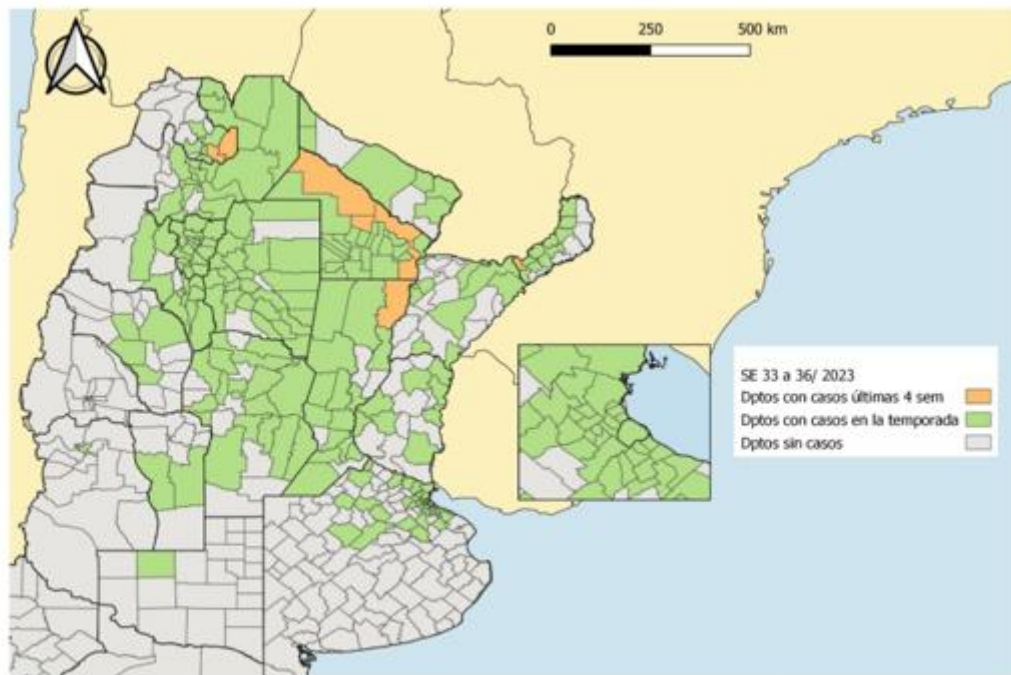 0 250 500 km
SE 33 a 36/ 2023
Dptos con casos últimas 4 sem
Dptos con casos en la temporada
Dptos sin casos